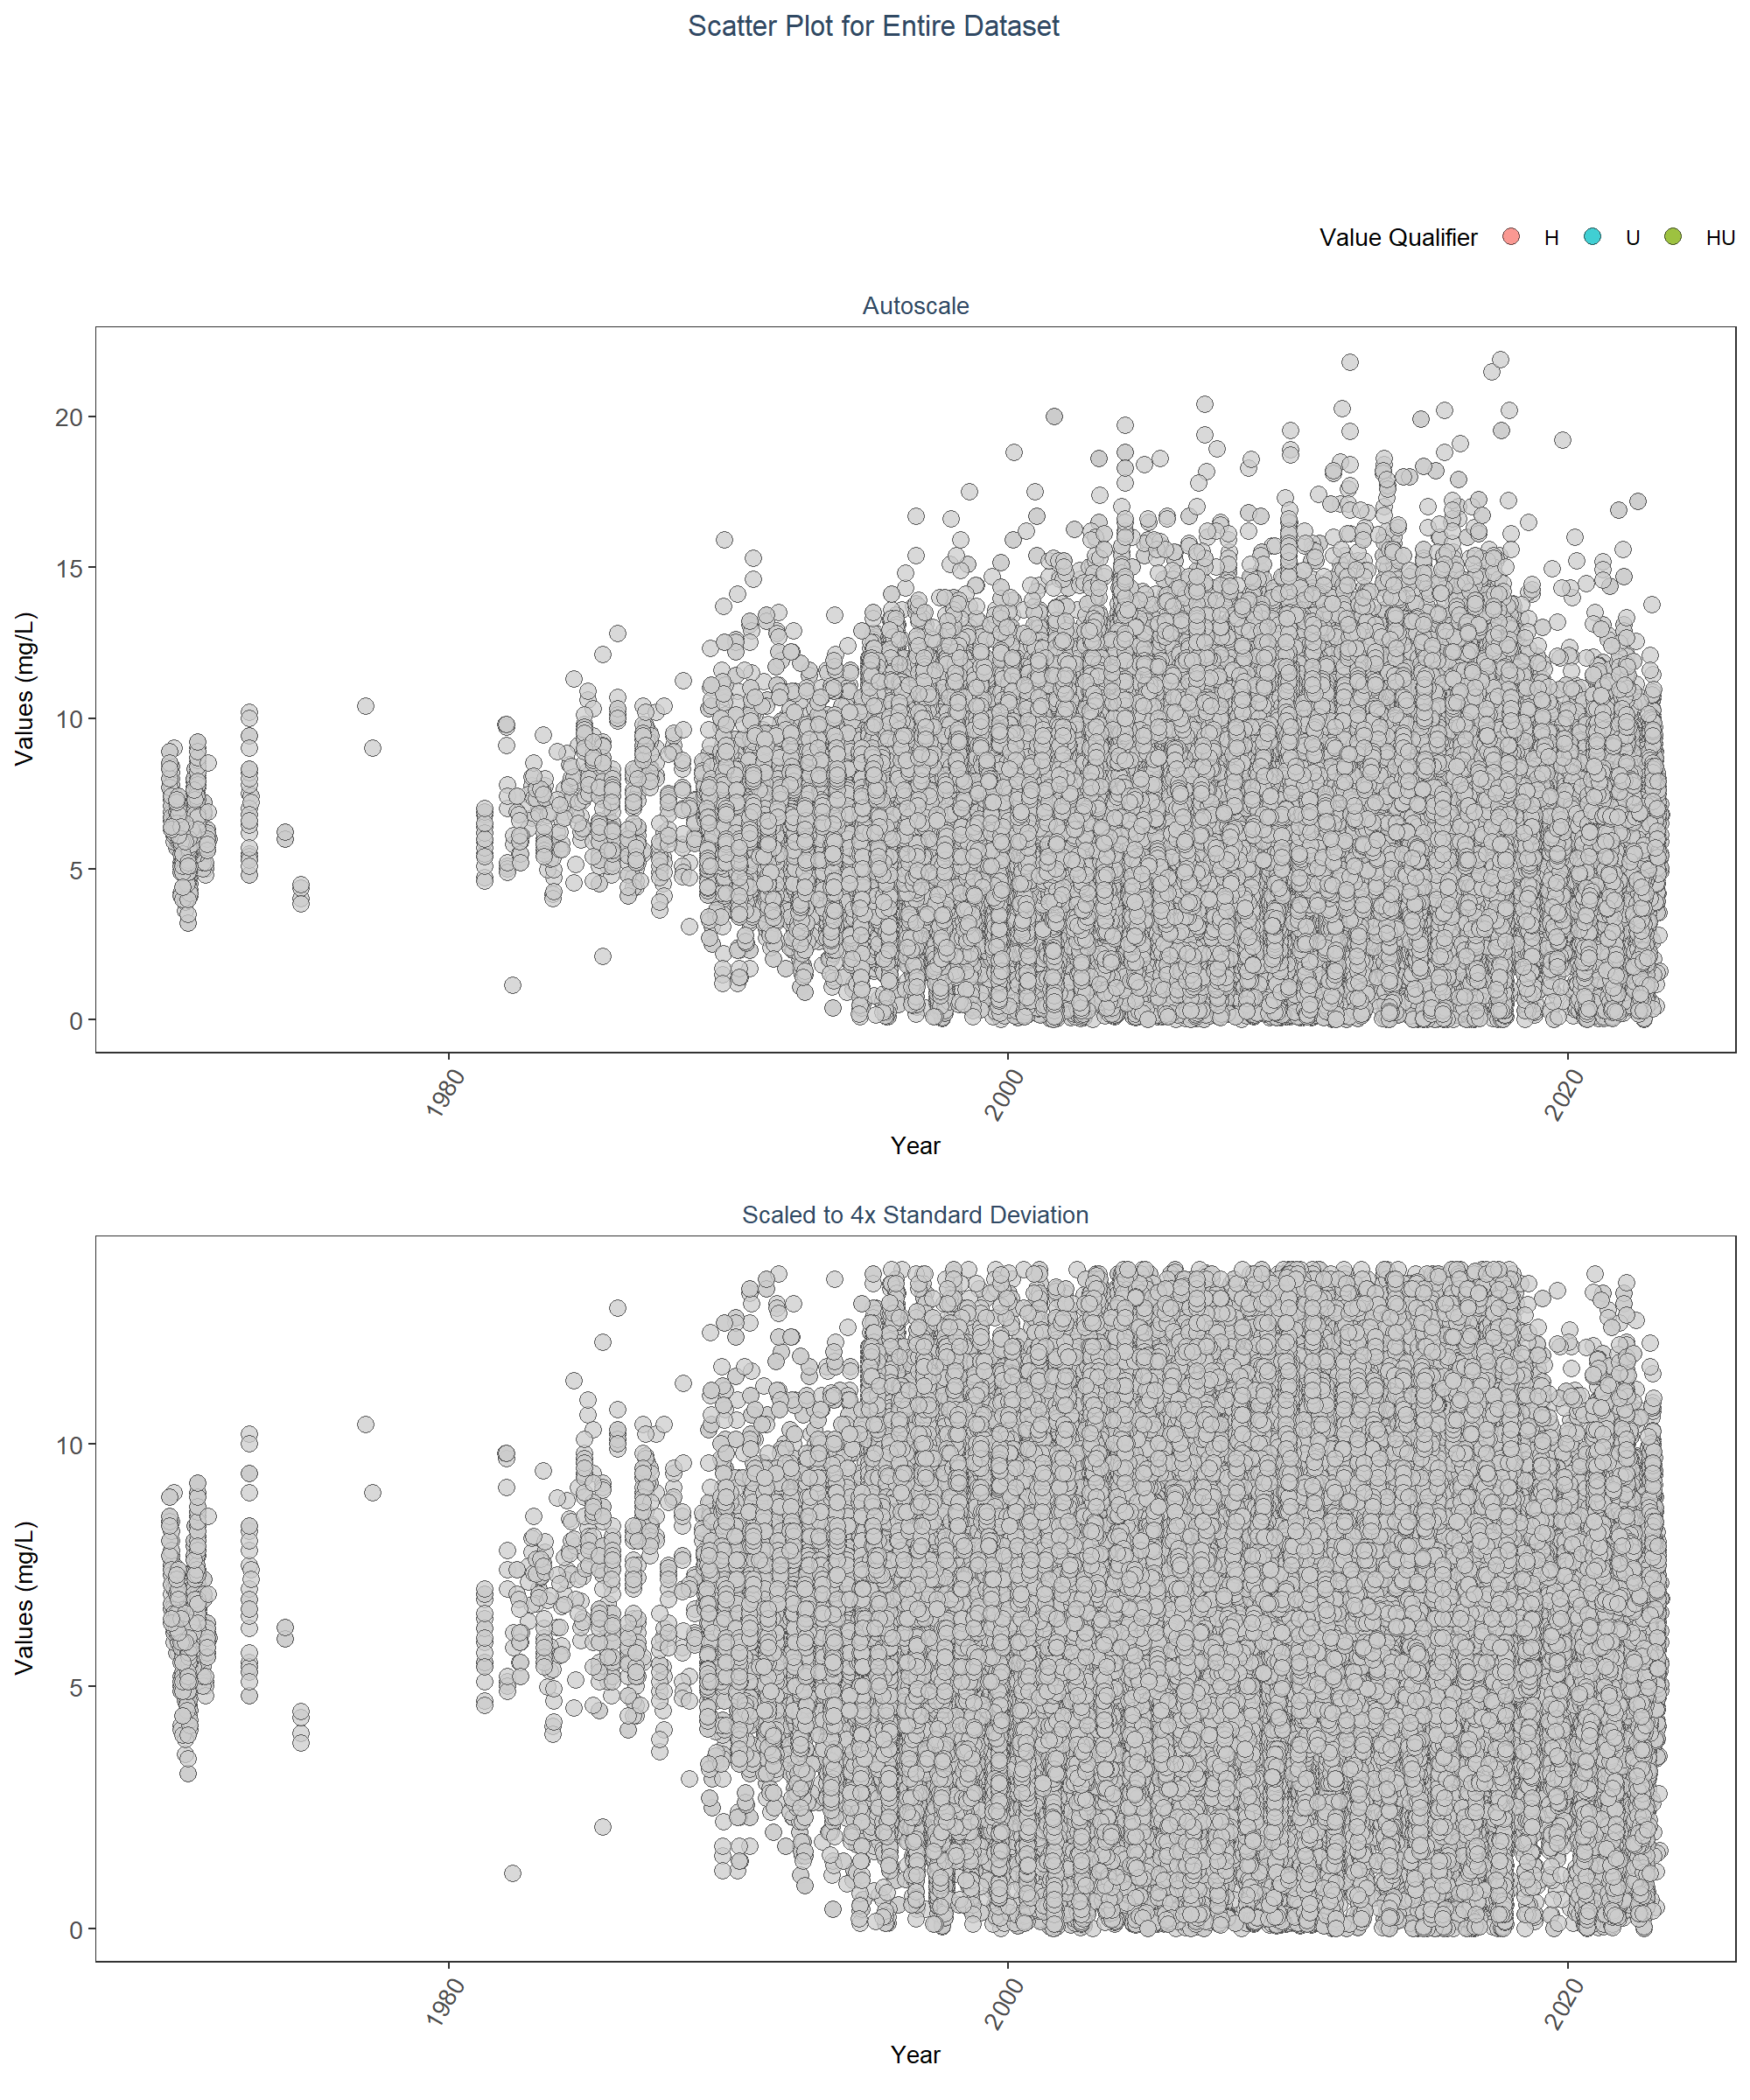 Scatter Plot for Entire Dataset
Value Qualifier H U HU
Autoscale
20
15
10
5
0
Values (mg/L)
1980 2000 2020
Year
Scaled to 4x Standard Deviation
10
5
0
Values (mg/L)
1980 2000 2020
Year